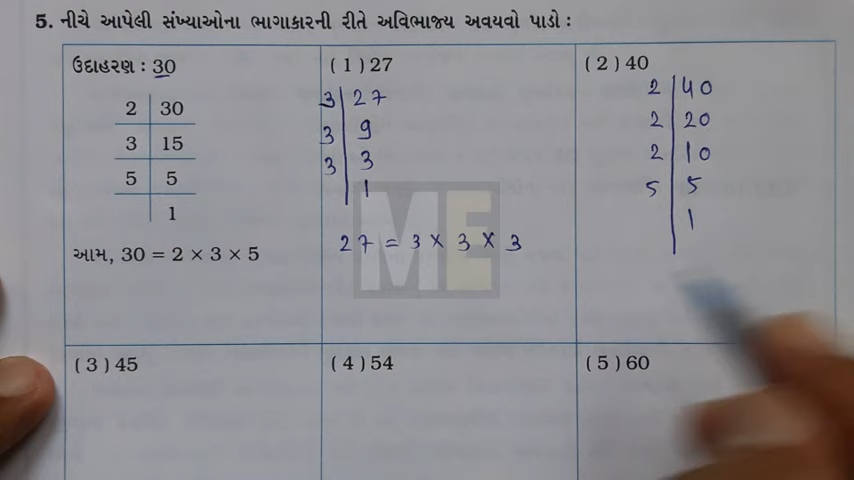 5. નીચે આપેલી સંખ્યાઓના ભાગાકારની રીતે અવિભાજ્ય અવયવો પાડો :
ઉદાહરણ : 30
2 30
3 15
5 5
1
આમ, 30 = 2 × 3 × 5
( 1 ) 27
3 27
3 9
3 3
1
27 = 3 × 3 × 3
( 2 ) 40
2 40
2 20
2 10
5 5
1
( 3 ) 45
( 4 ) 54
( 5 ) 60
ME